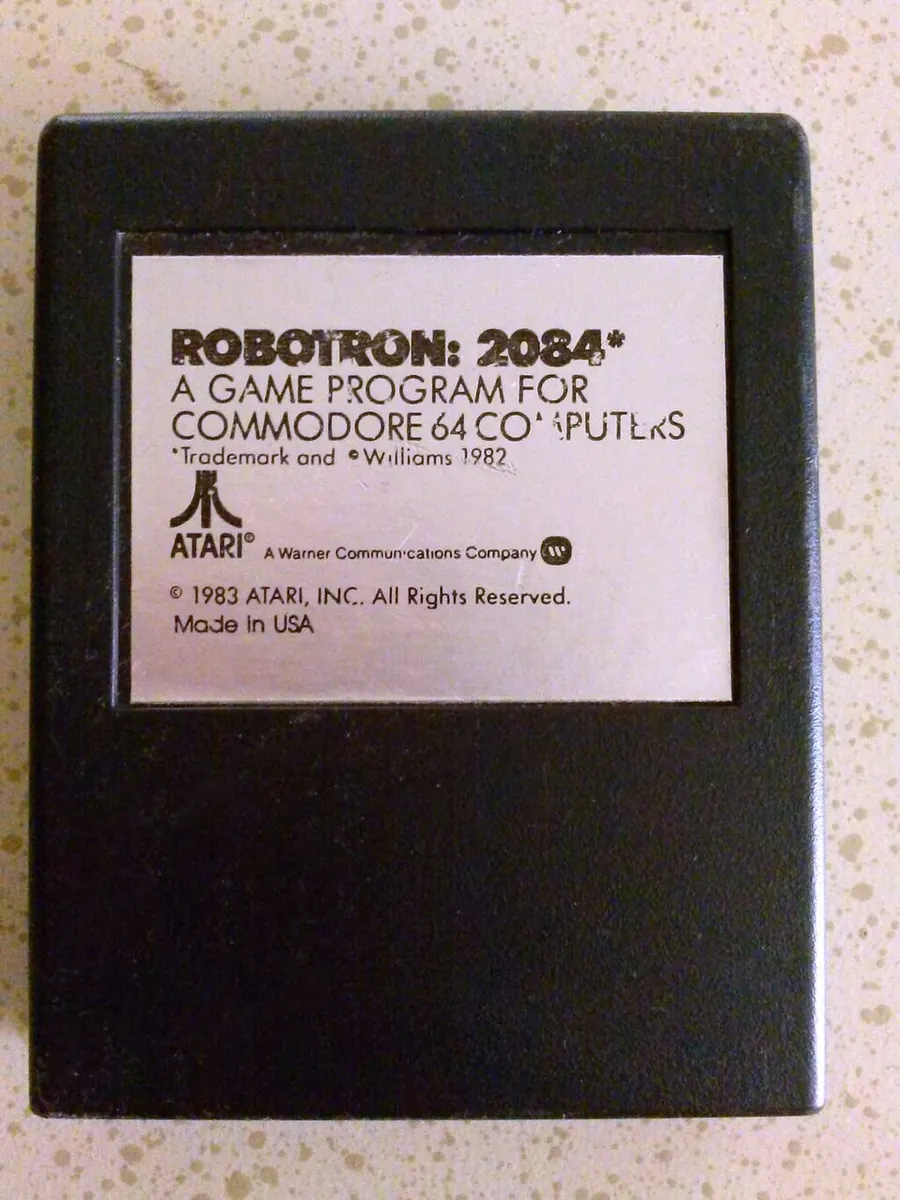 ROBOTRON: 2084*
A GAME PROGRAM FOR
COMMODORE 64 COMPUTERS
*Trademark and ©Williams 1982
ATARI® A Warner Communications Company
© 1983 ATARI, INC. All Rights Reserved.
Made in USA